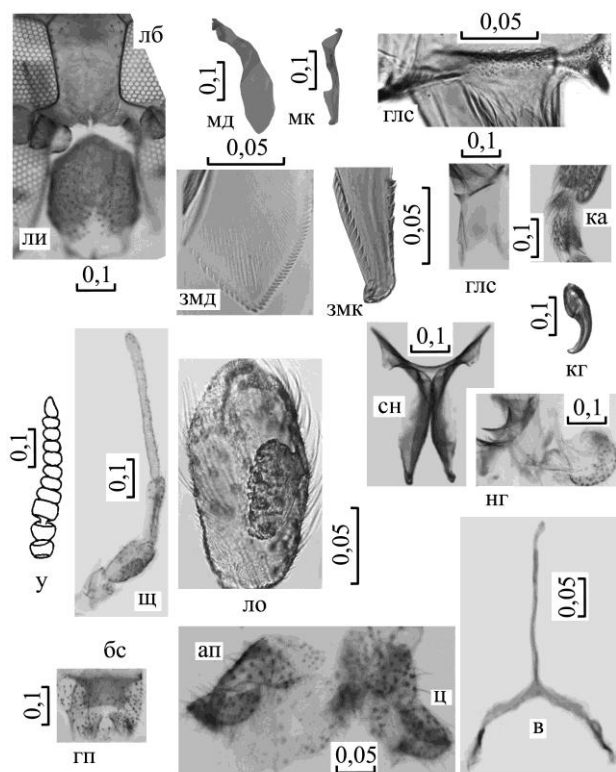 лб
0,1
мд
0,1
мк
0,05
глс
ли
0,1
0,05
змд
0,05
змк
0,1
глс
0,1
ка
0,1
кг
0,1
сн
0,1
нг
0,1
у
0,1
щ
0,05
ло
0,05
в
бс
0,1
гп
ап
ц
0,05